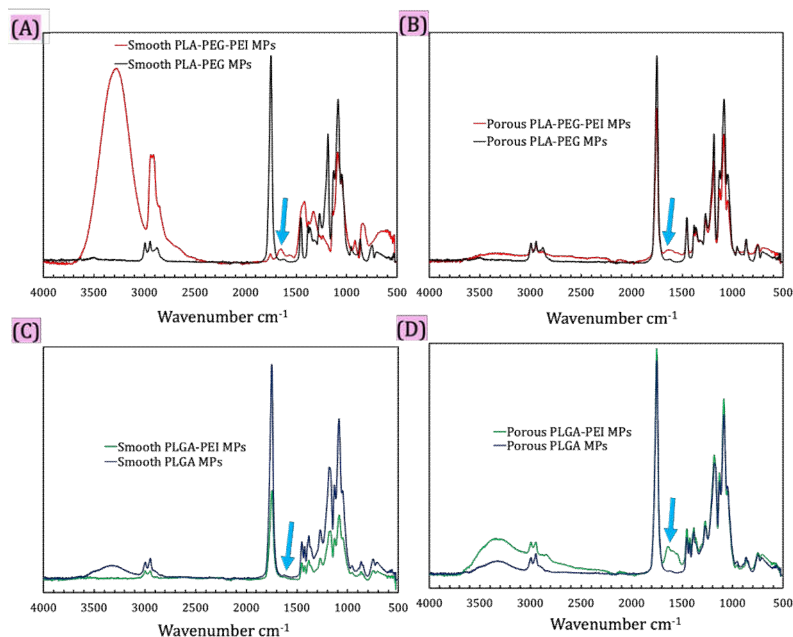 (A)
Smooth PLA-PEG-PEI MPs
Smooth PLA-PEG MPs
4000 3500 3000 2500 2000 1500 1000 500
Wavenumber cm-1
(B)
Porous PLA-PEG-PEI MPs
Porous PLA-PEG MPs
4000 3500 3000 2500 2000 1500 1000 500
Wavenumber cm-1
(C)
Smooth PLGA-PEI MPs
Smooth PLGA MPs
4000 3500 3000 2500 2000 1500 1000 500
Wavenumber cm-1
(D)
Porous PLGA-PEI MPs
Porous PLGA MPs
4000 3500 3000 2500 2000 1500 1000 500
Wavenumber cm-1